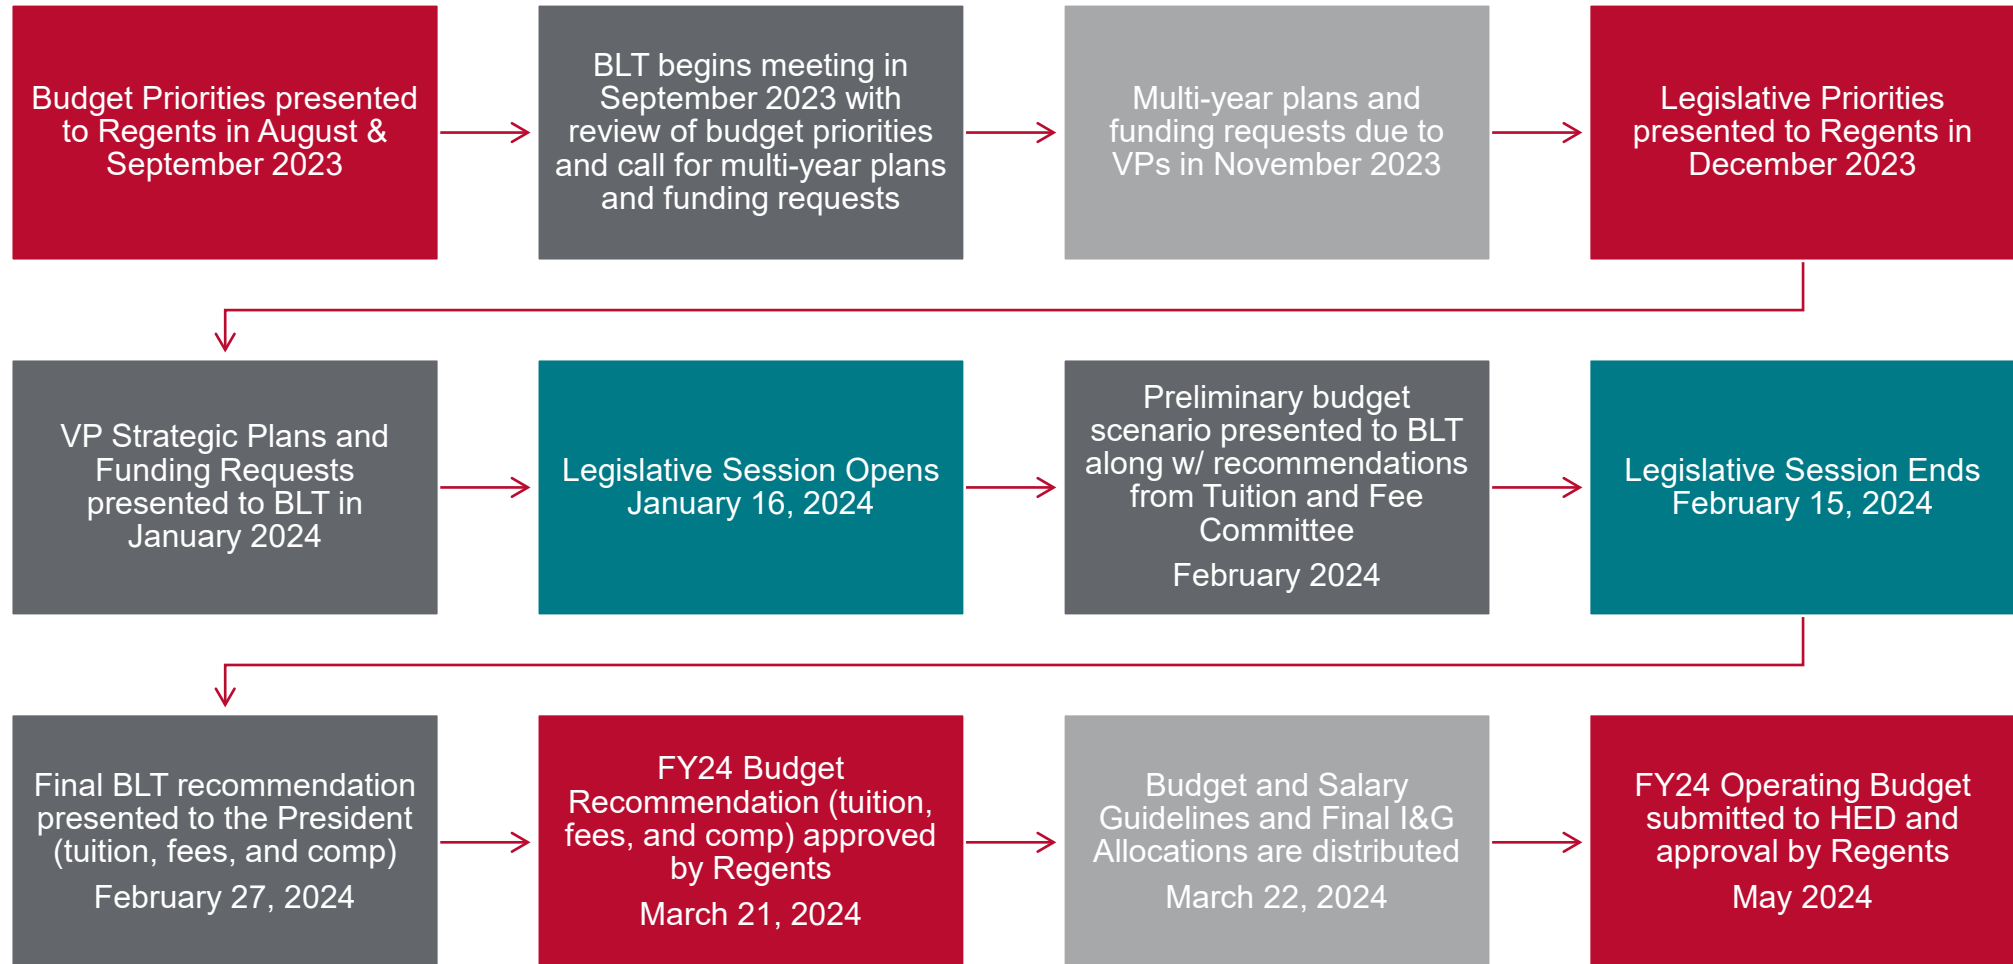 Budget Priorities presented
to Regents in August &
September 2023
BLT begins meeting in
September 2023 with
review of budget priorities
and call for multi-year plans
and funding requests
Multi-year plans and
funding requests due to
VPs in November 2023
Legislative Priorities
presented to Regents in
December 2023
VP Strategic Plans and
Funding Requests
presented to BLT in
January 2024
Legislative Session Opens
January 16, 2024
Preliminary budget
scenario presented to BLT
along w/ recommendations
from Tuition and Fee
Committee
February 2024
Legislative Session Ends
February 15, 2024
Final BLT recommendation
presented to the President
(tuition, fees, and comp)
February 27, 2024
FY24 Budget
Recommendation (tuition,
fees, and comp) approved
by Regents
March 21, 2024
Budget and Salary
Guidelines and Final I&G
Allocations are distributed
March 22, 2024
FY24 Operating Budget
submitted to HED and
approval by Regents
May 2024